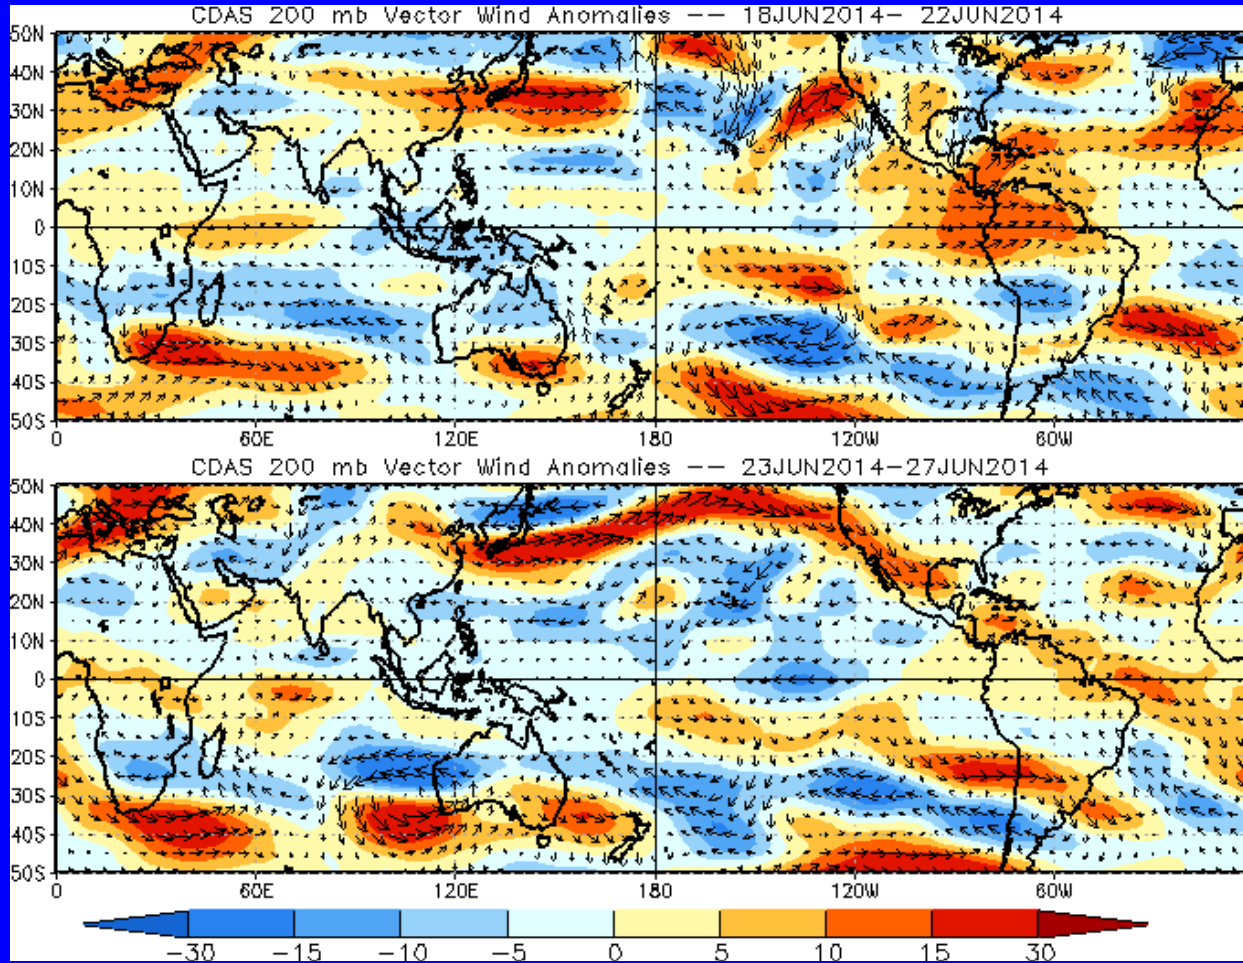 CDAS 200 mb Vector Wind Anomalies -- 18JUN2014- 22JUN2014
50N
40N
30N
20N
10N
0
10S
20S
30S
40S
50S
0 60E 120E 180 120W 60W
CDAS 200 mb Vector Wind Anomalies -- 23JUN2014-27JUN2014
50N
40N
30N
20N
10N
0
10S
20S
30S
40S
50S
0 60E 120E 180 120W 60W
-30 -15 -10 -5 0 5 10 15 30